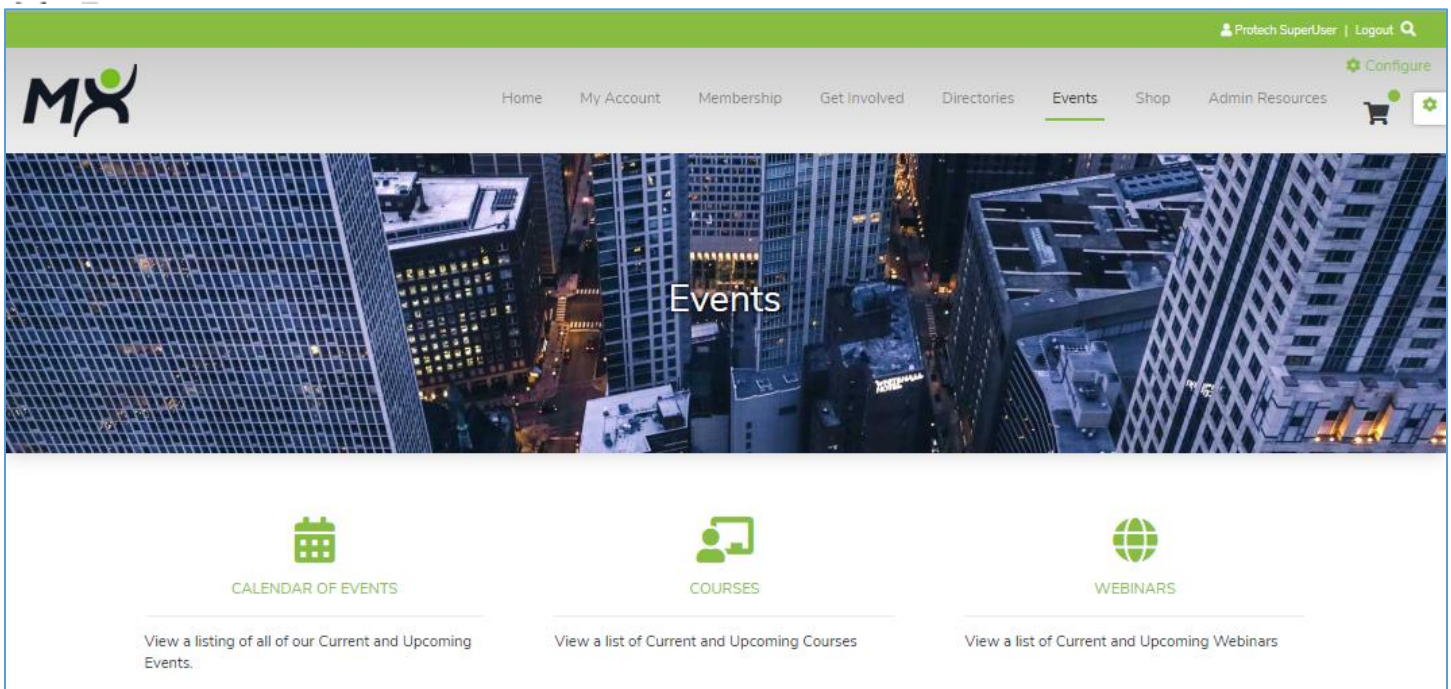 Protech SuperUser | Logout
Configure
MX
Home My Account Membership Get Involved Directories Events Shop Admin Resources
Events
CALENDAR OF EVENTS
COURSES
WEBINARS
View a listing of all of our Current and Upcoming
Events.
View a list of Current and Upcoming Courses
View a list of Current and Upcoming Webinars